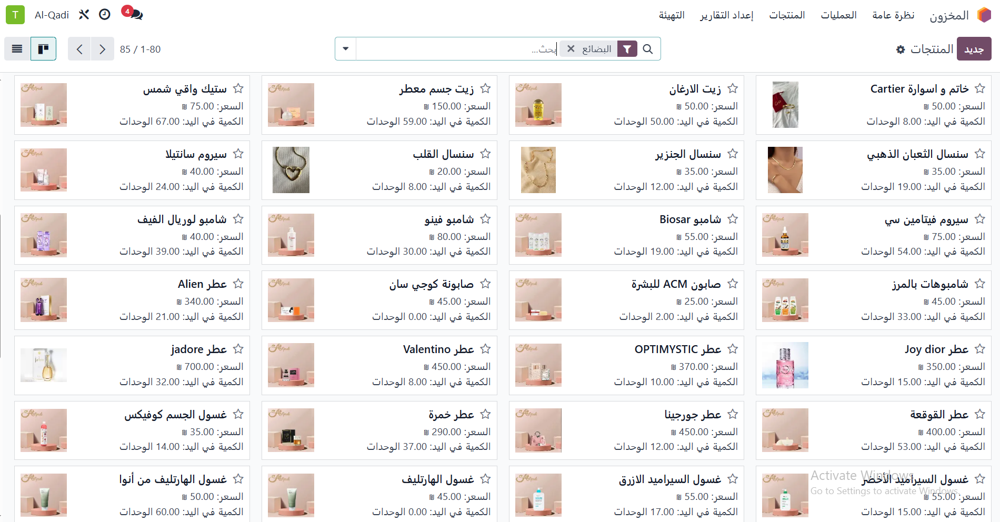 المخزون
نظرة عامة
العمليات
المنتجات
إعداد التقارير
التهيئة
4
Al-Qadi
T
جديد
المنتجات
البضائع
بحث...
85 / 1-80
خاتم و اسوارة Cartier
السعر: 50.00 ₪
الكمية في اليد: 8.00 الوحدات
زيت الارغان
السعر: 50.00 ₪
الكمية في اليد: 50.00 الوحدات
زيت جسم معطر
السعر: 150.00 ₪
الكمية في اليد: 59.00 الوحدات
ستيك واقي شمس
السعر: 75.00 ₪
الكمية في اليد: 67.00 الوحدات
سنسال الثعبان الذهبي
السعر: 35.00 ₪
الكمية في اليد: 19.00 الوحدات
سنسال الجنزير
السعر: 35.00 ₪
الكمية في اليد: 12.00 الوحدات
سنسال القلب
السعر: 20.00 ₪
الكمية في اليد: 8.00 الوحدات
سيروم سانتيلا
السعر: 40.00 ₪
الكمية في اليد: 24.00 الوحدات
سيروم فيتامين سي
السعر: 75.00 ₪
الكمية في اليد: 54.00 الوحدات
شامبو Biosar
السعر: 55.00 ₪
الكمية في اليد: 19.00 الوحدات
شامبو فينو
السعر: 80.00 ₪
الكمية في اليد: 30.00 الوحدات
شامبو لوريال الفيف
السعر: 40.00 ₪
الكمية في اليد: 39.00 الوحدات
شامبوهات بالمرز
السعر: 45.00 ₪
الكمية في اليد: 33.00 الوحدات
صابون ACM للبشرة
السعر: 25.00 ₪
الكمية في اليد: 2.00 الوحدات
صابونة كوجي سان
السعر: 45.00 ₪
الكمية في اليد: 0.00 الوحدات
عطر Alien
السعر: 340.00 ₪
الكمية في اليد: 21.00 الوحدات
عطر Joy dior
السعر: 350.00 ₪
الكمية في اليد: 15.00 الوحدات
عطر OPTIMYSTIC
السعر: 370.00 ₪
الكمية في اليد: 10.00 الوحدات
عطر Valentino
السعر: 450.00 ₪
الكمية في اليد: 8.00 الوحدات
عطر jadore
السعر: 700.00 ₪
الكمية في اليد: 32.00 الوحدات
عطر القوقعة
السعر: 400.00 ₪
الكمية في اليد: 53.00 الوحدات
عطر جورجينا
السعر: 450.00 ₪
الكمية في اليد: 12.00 الوحدات
عطر خمرة
السعر: 290.00 ₪
الكمية في اليد: 37.00 الوحدات
غسول الجسم كوفيكس
السعر: 35.00 ₪
الكمية في اليد: 14.00 الوحدات
غسول السيراميد الأخضر
السعر: 55.00 ₪
الكمية في اليد: 15.00 الوحدات
غسول السيراميد الازرق
السعر: 55.00 ₪
الكمية في اليد: 17.00 الوحدات
غسول الهارتليف
السعر: 45.00 ₪
الكمية في اليد: 0.00 الوحدات
غسول الهارتليف من أنوا
السعر: 50.00 ₪
الكمية في اليد: 60.00 الوحدات
Activate Windows
Go to Settings to activate Windows.